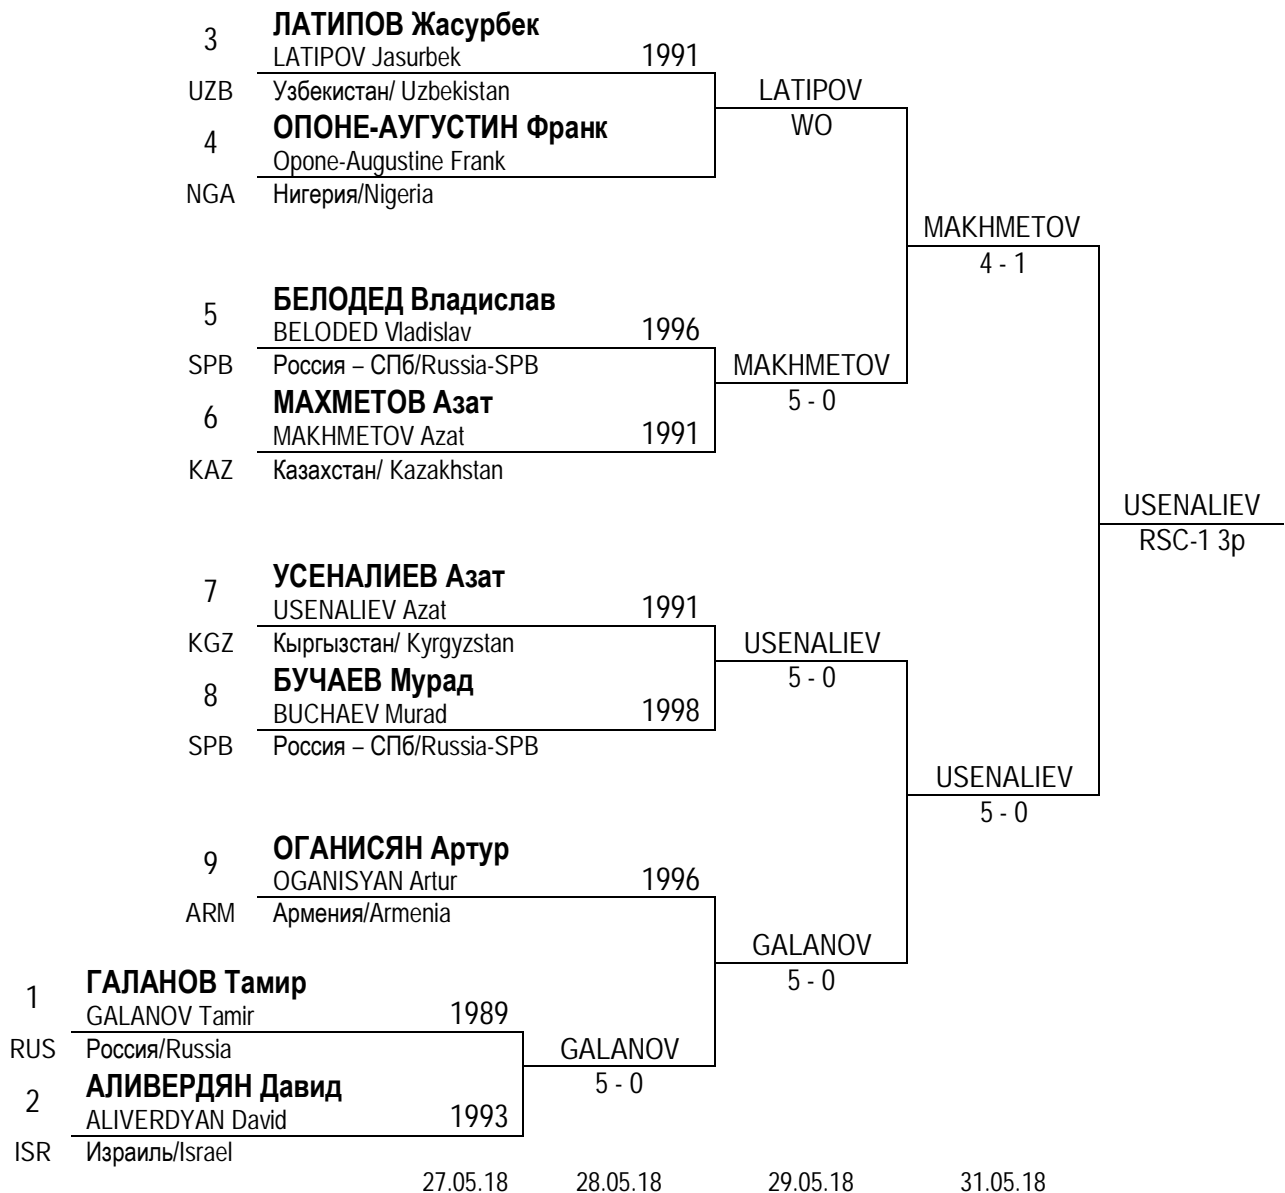 3
ЛАТИПОВ Жасурбек
LATIPOV Jasurbek 1991
UZB Узбекистан/ Uzbekistan
LATIPOV
WO
4
ОПОНЕ-АУГУСТИН Франк
Opone-Augustine Frank
NGA Нигерия/Nigeria
MAKHMETOV
4 - 1
5
БЕЛОДЕД Владислав
BELODED Vladislav 1996
SPB Россия – СПб/Russia-SPB
MAKHMETOV
5 - 0
6
МАХМЕТОВ Азат
MAKHMETOV Azat 1991
KAZ Казахстан/ Kazakhstan
USENALIEV
RSC-1 3р
7
УСЕНАЛИЕВ Азат
USENALIEV Azat 1991
KGZ Кыргызстан/ Kyrgyzstan
USENALIEV
5 - 0
8
БУЧАЕВ Мурад
BUCHAEV Murad 1998
SPB Россия – СПб/Russia-SPB
USENALIEV
5 - 0
9
ОГАНИСЯН Артур
OGANISYAN Artur 1996
ARM Армения/Armenia
GALANOV
5 - 0
1
ГАЛАНОВ Тамир
GALANOV Tamir 1989
RUS Россия/Russia
GALANOV
5 - 0
2
АЛИВЕРДЯН Давид
ALIVERDYAN David 1993
ISR Израиль/Israel
27.05.18 28.05.18 29.05.18 31.05.18